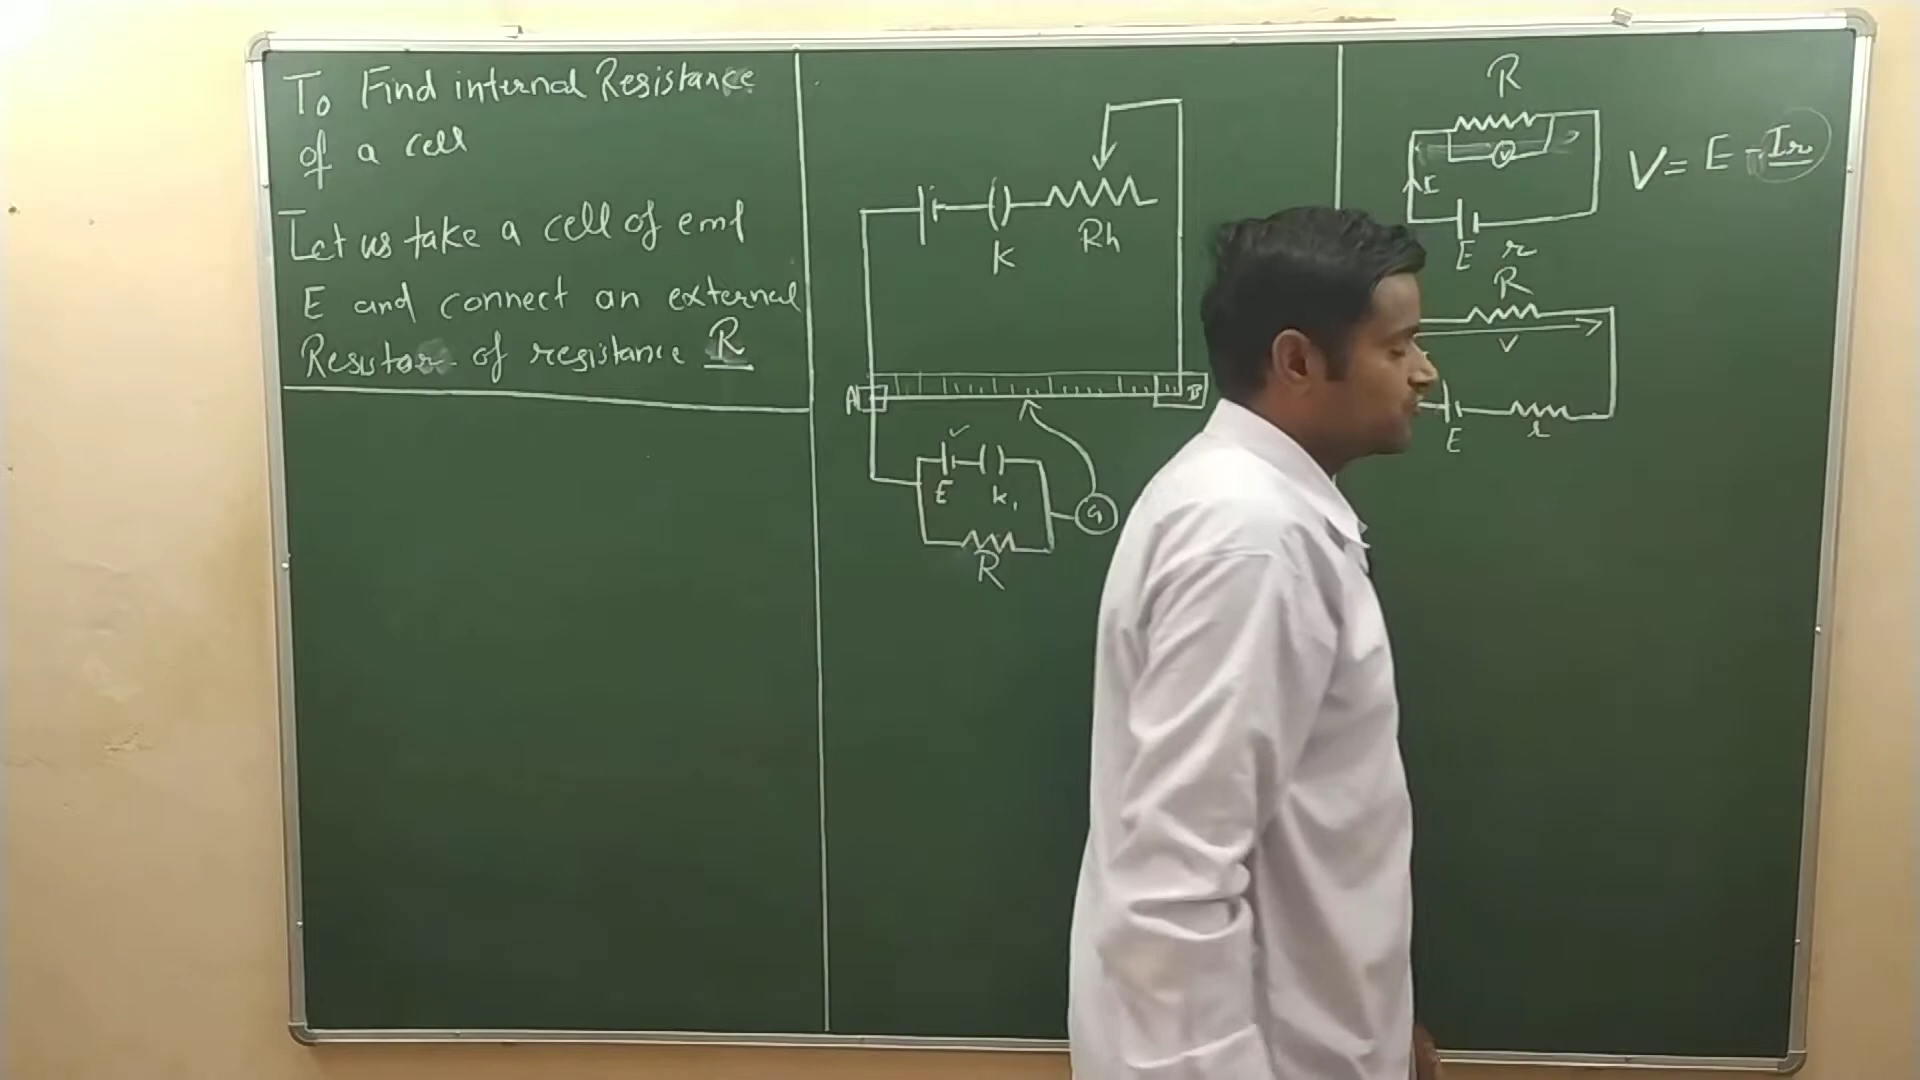 To Find internal Resistance
of a cell
Let us take a cell of emf
E and connect an external
Resistor of resistance R
K
Rh
A
B
E
K1
G
R
R
V
I
E r
V = E - Ir
R
V
E
r